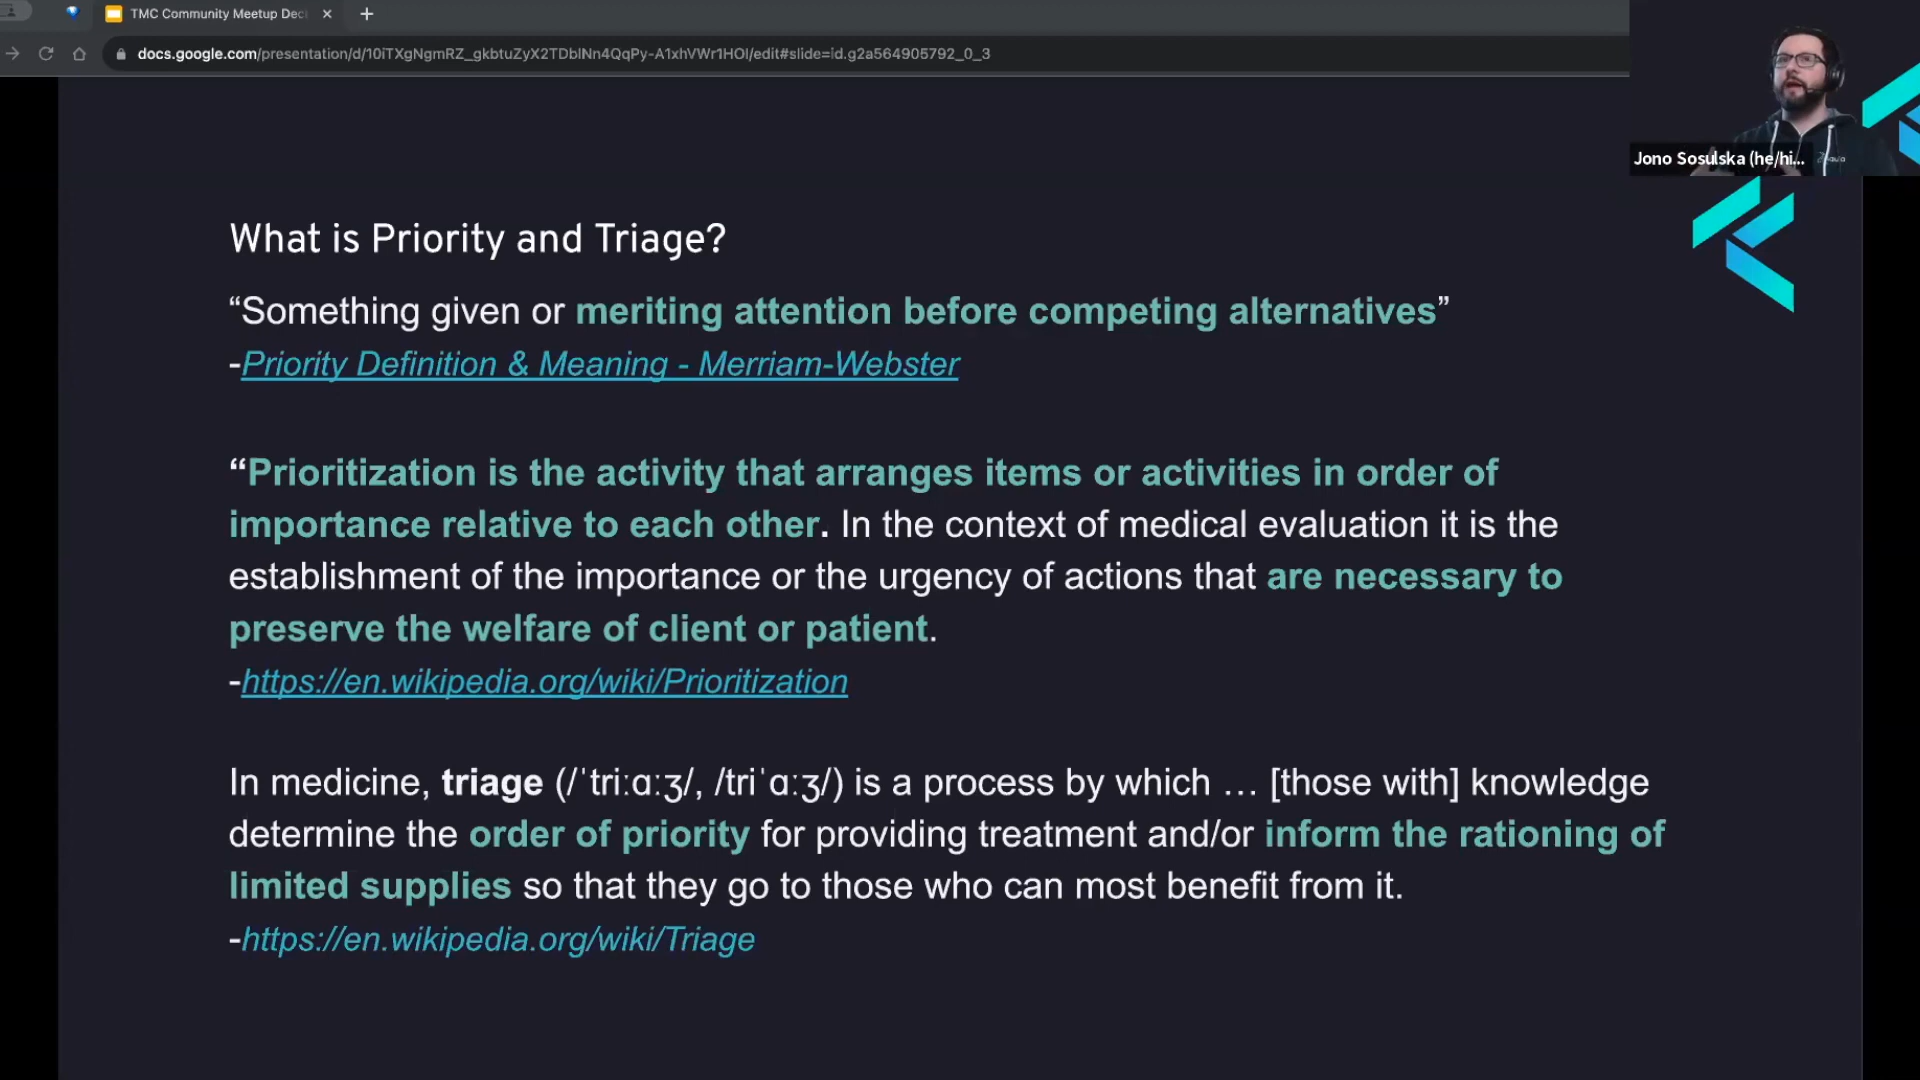 TMC Community Meetup Dec
docs.google.com/presentation/d/10iTXgNgmRZ_gkbtuZyX2TDblNn4QqPy-A1xhVWr1HOI/edit#slide=id.g2a564905792_0_3
Jono Sosulska (he/hi...
What is Priority and Triage?
“Something given or meriting attention before competing alternatives”
-Priority Definition & Meaning - Merriam-Webster
“Prioritization is the activity that arranges items or activities in order of
importance relative to each other. In the context of medical evaluation it is the
establishment of the importance or the urgency of actions that are necessary to
preserve the welfare of client or patient.
-https://en.wikipedia.org/wiki/Prioritization
In medicine, triage (/ˈtriːɑːʒ/, /triˈɑːʒ/) is a process by which … [those with] knowledge
determine the order of priority for providing treatment and/or inform the rationing of
limited supplies so that they go to those who can most benefit from it.
-https://en.wikipedia.org/wiki/Triage